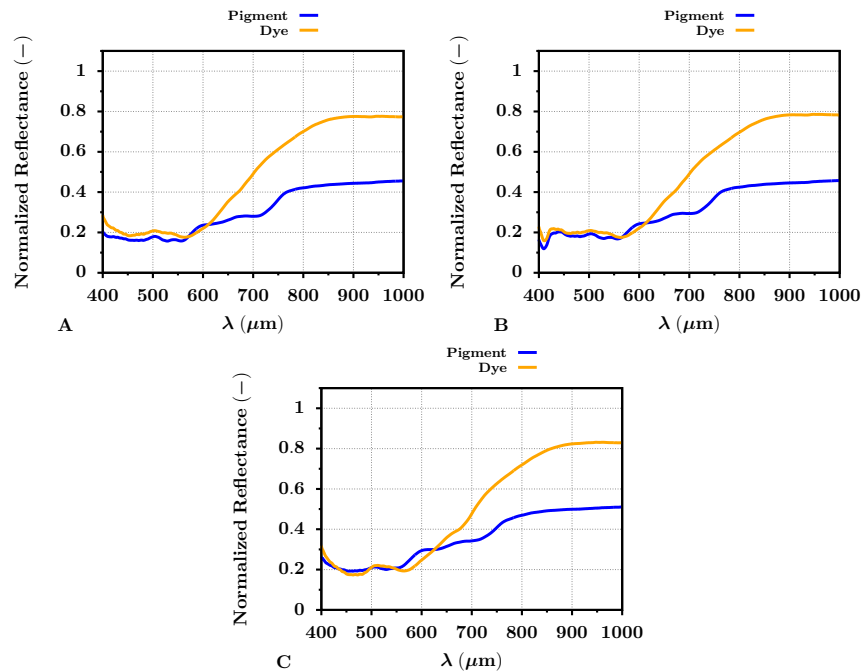 Pigment
Dye
Normalized Reflectance (−)
1
0.8
0.6
0.4
0.2
0
400 500 600 700 800 900 1000
λ (μm)
A
Pigment
Dye
Normalized Reflectance (−)
1
0.8
0.6
0.4
0.2
0
400 500 600 700 800 900 1000
λ (μm)
B
Pigment
Dye
Normalized Reflectance (−)
1
0.8
0.6
0.4
0.2
0
400 500 600 700 800 900 1000
λ (μm)
C